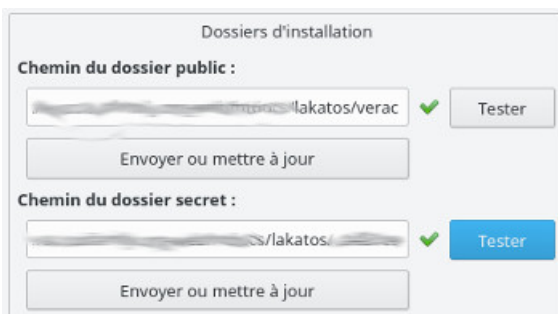 Dossiers d'installation
Chemin du dossier public :
/lakatos/verac
Tester
Envoyer ou mettre à jour
Chemin du dossier secret :
s/lakatos/
Tester
Envoyer ou mettre à jour